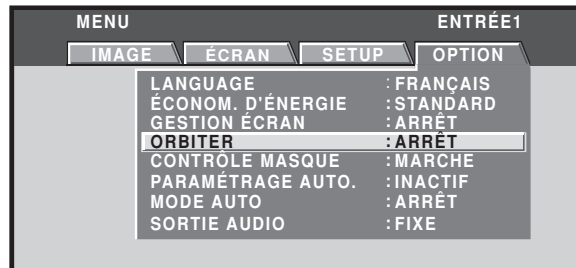 MENU ENTRÉE1
IMAGE ÉCRAN SETUP OPTION
LANGUAGE :FRANÇAIS
ÉCONOM. D'ÉNERGIE :STANDARD
GESTION ÉCRAN :ARRÊT
ORBITER :ARRÊT
CONTRÔLE MASQUE :MARCHE
PARAMÉTRAGE AUTO. :INACTIF
MODE AUTO :ARRÊT
SORTIE AUDIO :FIXE